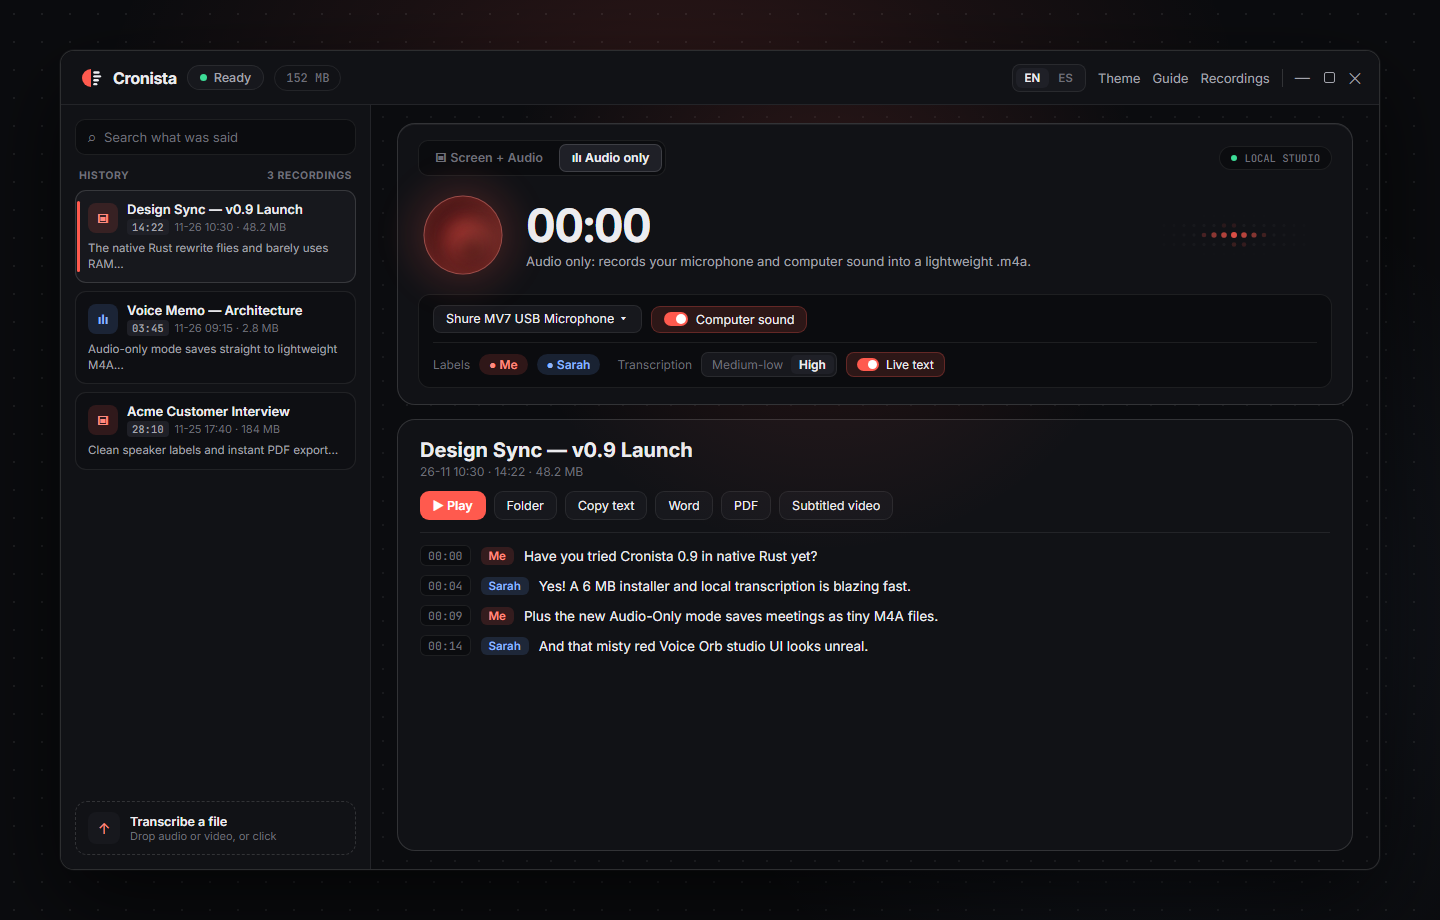 Cronista
Ready
152 MB
EN ES
Theme
Guide
Recordings
Search what was said
HISTORY
3 RECORDINGS
Design Sync — v0.9 Launch
14:22 11-26 10:30 · 48.2 MB
The native Rust rewrite flies and barely uses
RAM...
Voice Memo — Architecture
03:45 11-26 09:15 · 2.8 MB
Audio-only mode saves straight to lightweight
M4A...
Acme Customer Interview
28:10 11-25 17:40 · 184 MB
Clean speaker labels and instant PDF export...
Transcribe a file
Drop audio or video, or click
Screen + Audio
Audio only
LOCAL STUDIO
00:00
Audio only: records your microphone and computer sound into a lightweight .m4a.
Shure MV7 USB Microphone
Computer sound
Labels
Me
Sarah
Transcription
Medium-low
High
Live text
Design Sync — v0.9 Launch
26-11 10:30 · 14:22 · 48.2 MB
Play
Folder
Copy text
Word
PDF
Subtitled video
00:00 Me Have you tried Cronista 0.9 in native Rust yet?
00:04 Sarah Yes! A 6 MB installer and local transcription is blazing fast.
00:09 Me Plus the new Audio-Only mode saves meetings as tiny M4A files.
00:14 Sarah And that misty red Voice Orb studio UI looks unreal.